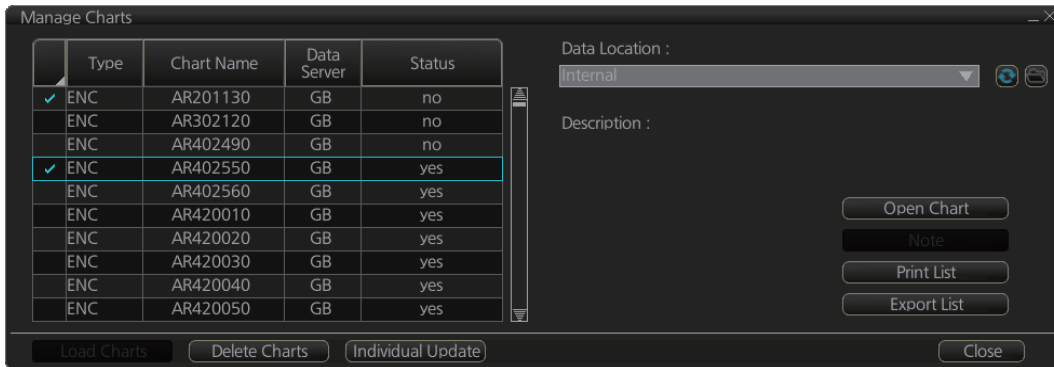 Manage Charts
Type Chart Name Data Server Status
ENC AR201130 GB no
ENC AR302120 GB no
ENC AR402490 GB no
ENC AR402550 GB yes
ENC AR402560 GB yes
ENC AR420010 GB yes
ENC AR420020 GB yes
ENC AR420030 GB yes
ENC AR420040 GB yes
ENC AR420050 GB yes
Data Location :
Internal
Description :
Open Chart
Note
Print List
Export List
Load Charts Delete Charts Individual Update Close